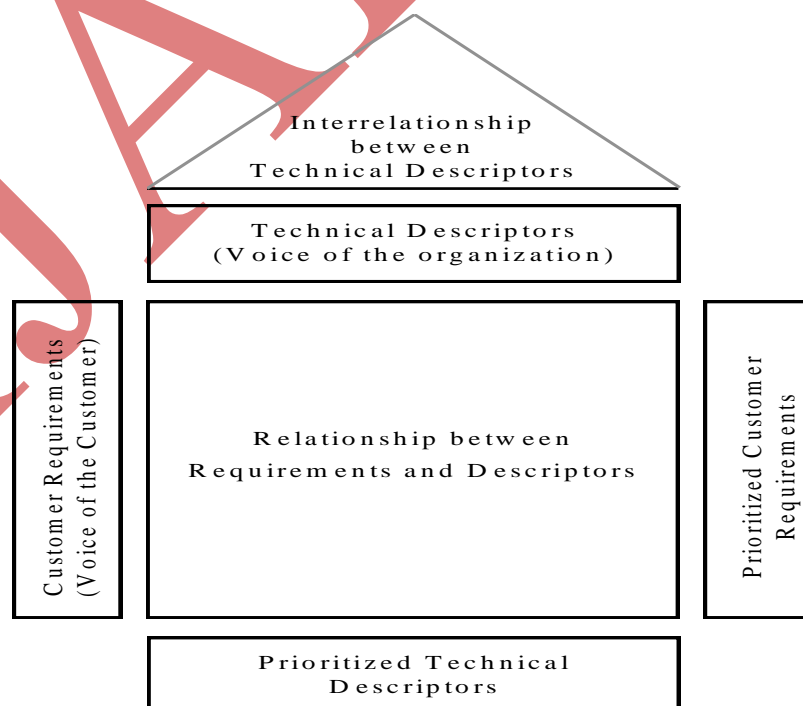 Interrelationship
between
Technical Descriptors
Technical Descriptors
(Voice of the organization)
Customer Requirements
(Voice of the Customer)
Relationship between
Requirements and Descriptors
Prioritized Customer
Requirements
Prioritized Technical
Descriptors